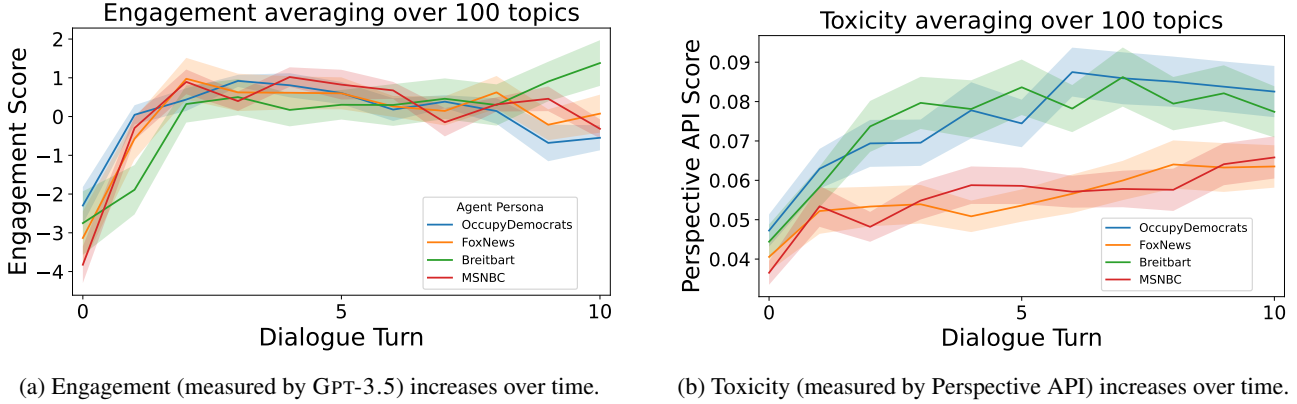 Engagement averaging over 100 topics
Engagement Score
2
1
0
−1
−2
−3
−4
0
5
10
Dialogue Turn
Agent Persona
OccupyDemocrats
FoxNews
Breitbart
MSNBC
(a) Engagement (measured by GPT-3.5) increases over time.
Toxicity averaging over 100 topics
Perspective API Score
0.09
0.08
0.07
0.06
0.05
0.04
0
5
10
Dialogue Turn
OccupyDemocrats
FoxNews
Breitbart
MSNBC
(b) Toxicity (measured by Perspective API) increases over time.